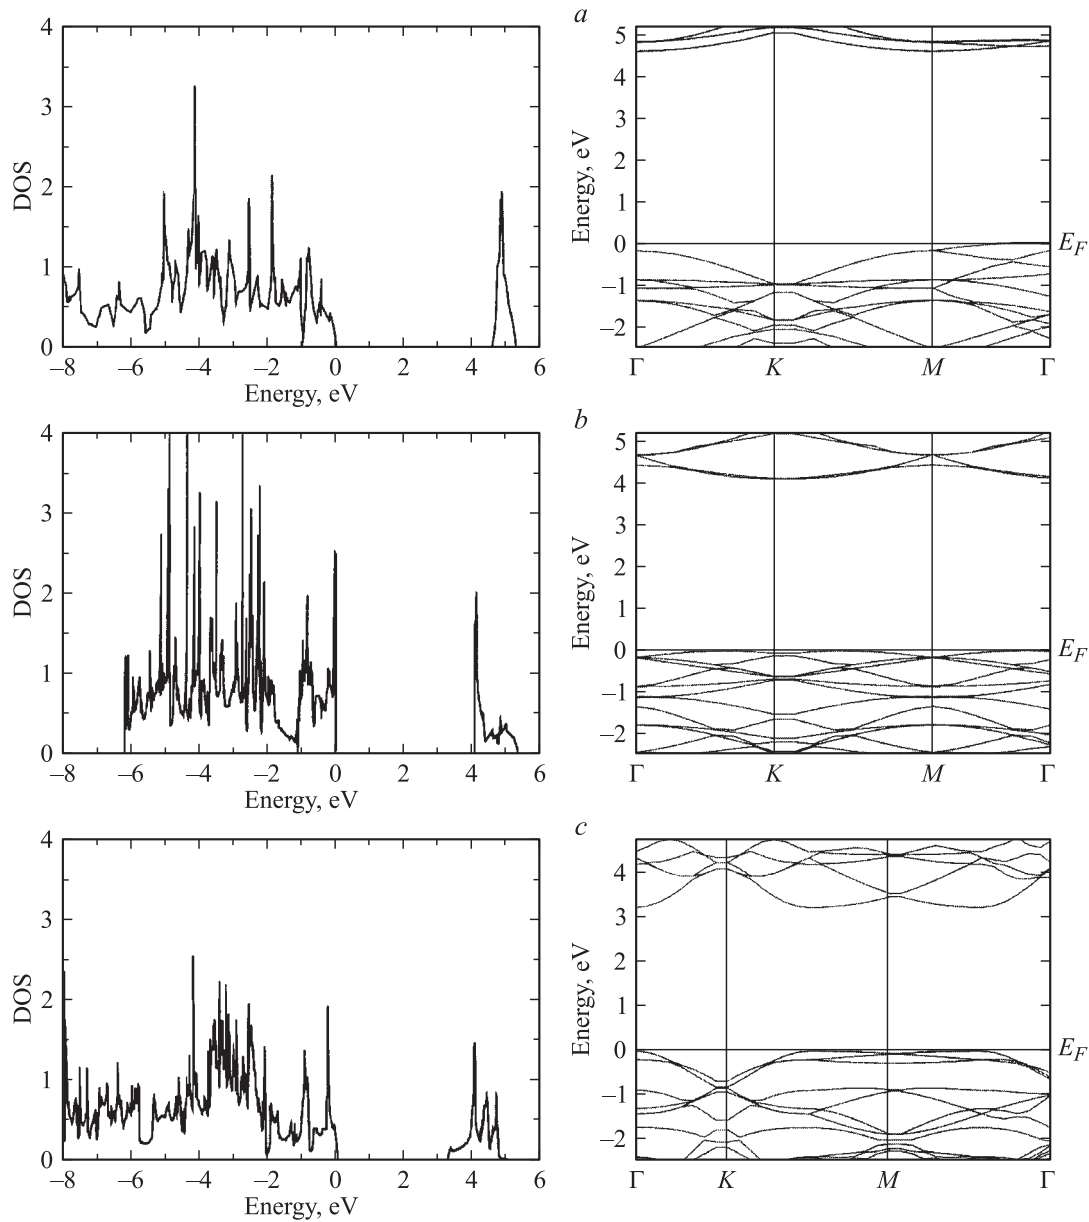 a
4
3
2
1
0
DOS
–8 –6 –4 –2 0 2 4 6
Energy, eV
5
4
3
2
1
0
–1
–2
Energy, eV
E_F
Γ K M Γ
b
4
3
2
1
0
DOS
–8 –6 –4 –2 0 2 4 6
Energy, eV
5
4
3
2
1
0
–1
–2
Energy, eV
E_F
Γ K M Γ
c
4
3
2
1
0
DOS
–8 –6 –4 –2 0 2 4 6
Energy, eV
4
3
2
1
0
–1
–2
Energy, eV
E_F
Γ K M Γ